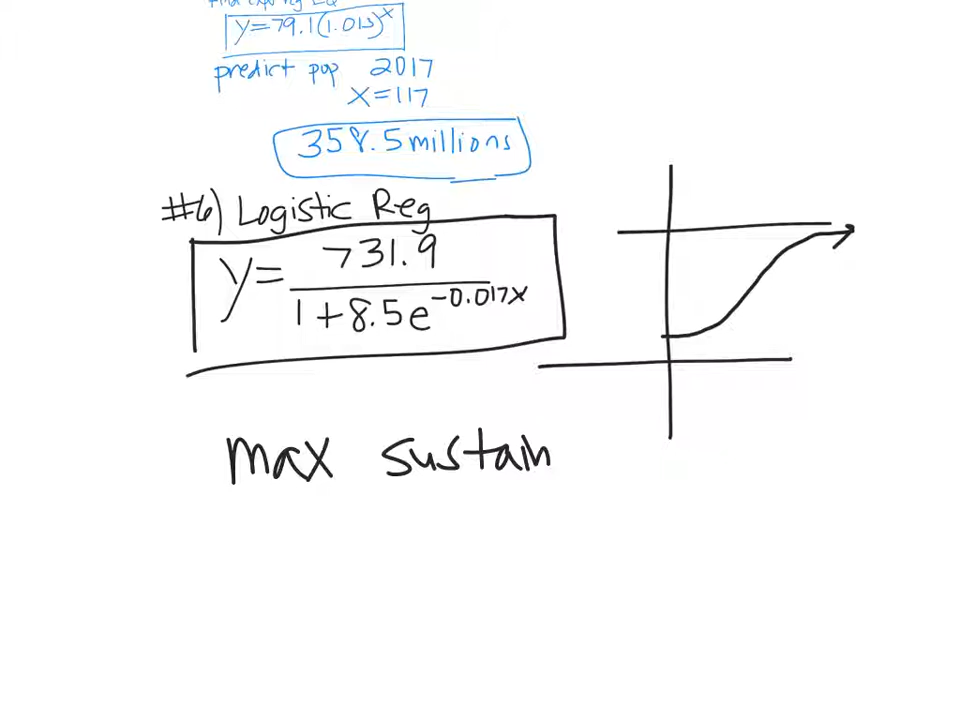 y=79.1(1.013)^x
predict pop 2017
x=117
358.5 millions
#6) Logistic Reg
y= 731.9 / 1+8.5e^-0.017x
max sustain